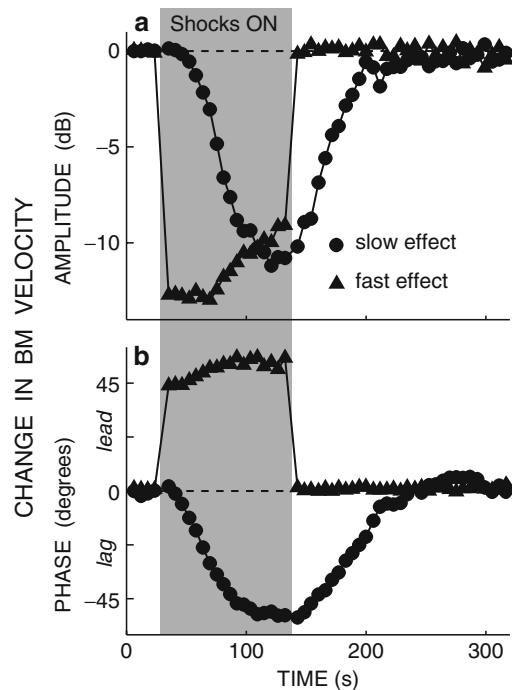 Shocks ON
a
0
−5
−10
AMPLITUDE (dB)
slow effect
fast effect
CHANGE IN BM VELOCITY
b
45
0
−45
lead
lag
PHASE (degrees)
0
100
200
300
TIME (s)